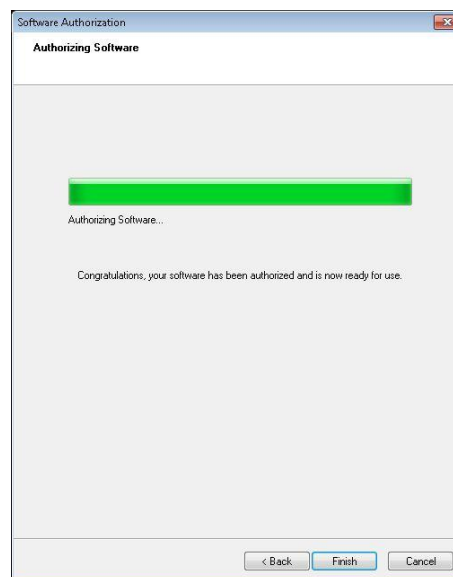 Software Authorization
Authorizing Software
Authorizing Software...
Congratulations, your software has been authorized and is now ready for use.
< Back Finish Cancel